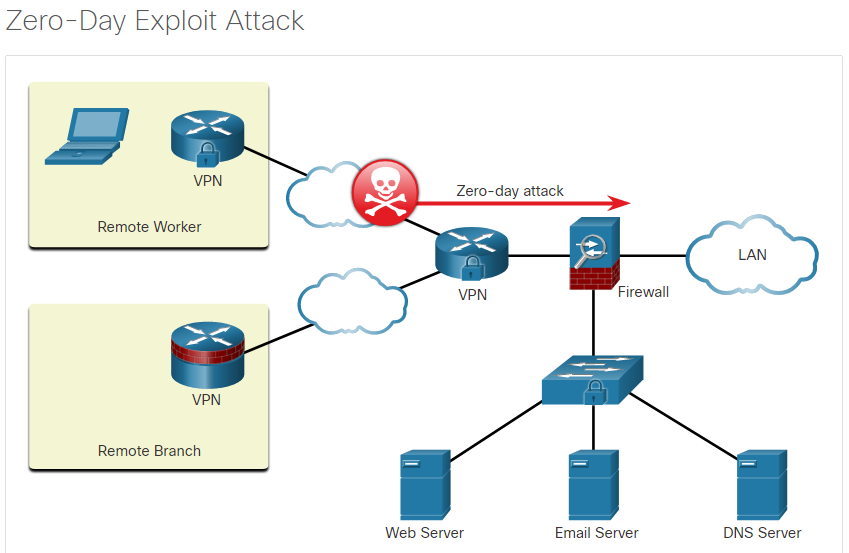 Zero-Day Exploit Attack
VPN
Remote Worker
Zero-day attack
VPN
Firewall
LAN
VPN
Remote Branch
Web Server
Email Server
DNS Server